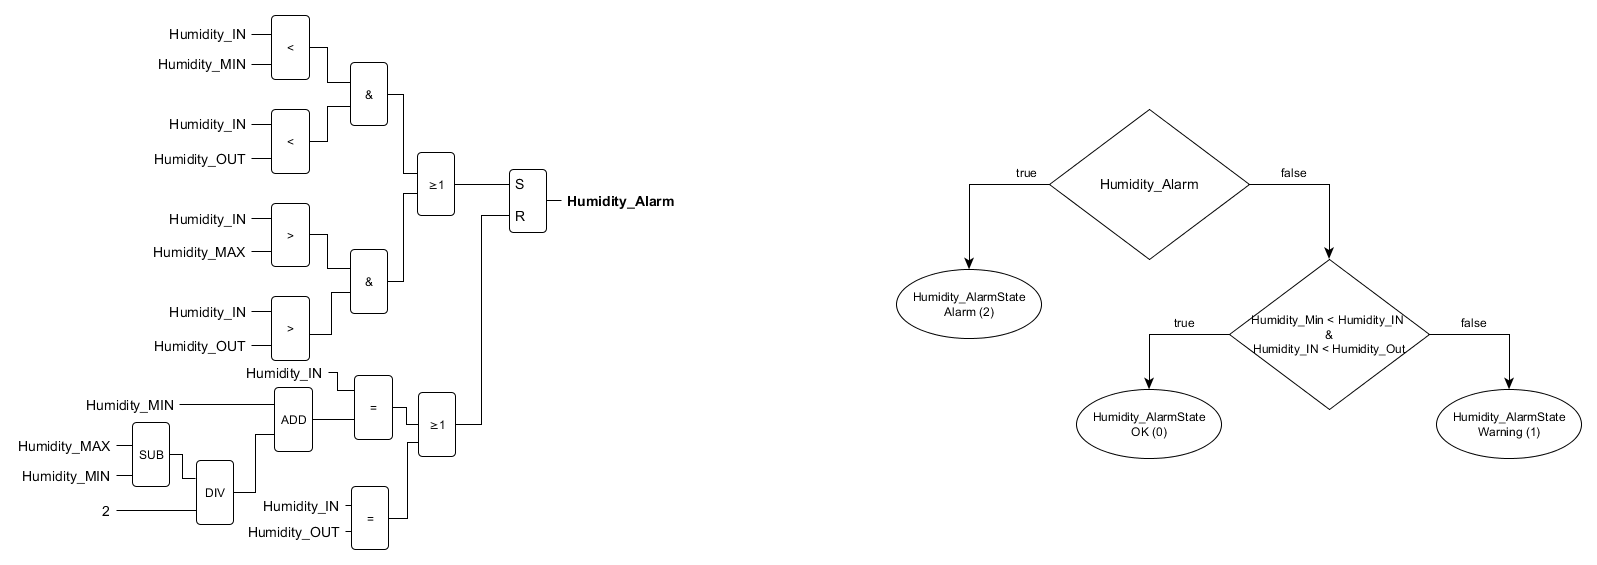 Humidity_IN
<
Humidity_MIN
&
Humidity_IN
<
Humidity_OUT
≥1
S
R
Humidity_Alarm
Humidity_IN
>
Humidity_MAX
&
Humidity_IN
>
Humidity_OUT
Humidity_IN
=
Humidity_MIN
ADD
≥1
Humidity_MAX
SUB
Humidity_MIN
DIV
2
Humidity_IN
=
Humidity_OUT
true
Humidity_Alarm
false
Humidity_AlarmState
Alarm (2)
true
Humidity_Min < Humidity_IN
&
Humidity_IN < Humidity_Out
false
Humidity_AlarmState
OK (0)
Humidity_AlarmState
Warning (1)